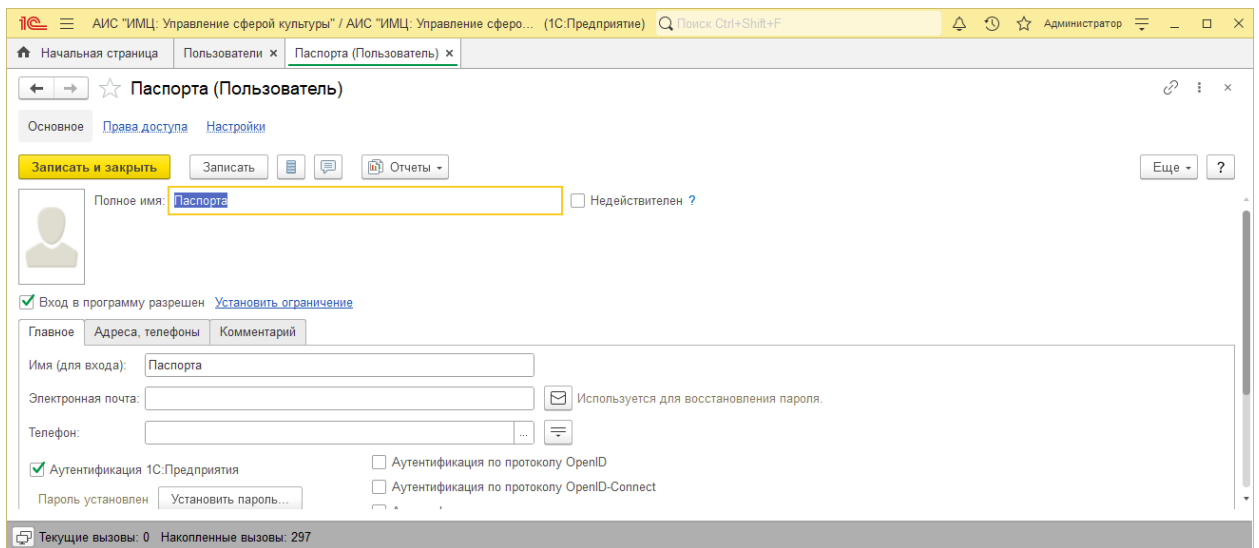 АИС "ИМЦ: Управление сферой культуры" / АИС "ИМЦ: Управление сферо... (1С:Предприятие) Поиск Ctrl+Shift+F Администратор
Начальная страница Пользователи × Паспорта (Пользователь) ×
Паспорта (Пользователь)
Основное Права доступа Настройки
Записать и закрыть Записать Отчеты Еще ?
Полное имя: Паспорта Недействителен ?
Вход в программу разрешен Установить ограничение
Главное Адреса, телефоны Комментарий
Имя (для входа): Паспорта
Электронная почта: Используется для восстановления пароля.
Телефон: ...
Аутентификация 1С:Предприятия Аутентификация по протоколу OpenID
Аутентификация по протоколу OpenID-Connect
Пароль установлен Установить пароль...
Текущие вызовы: 0 Накопленные вызовы: 297